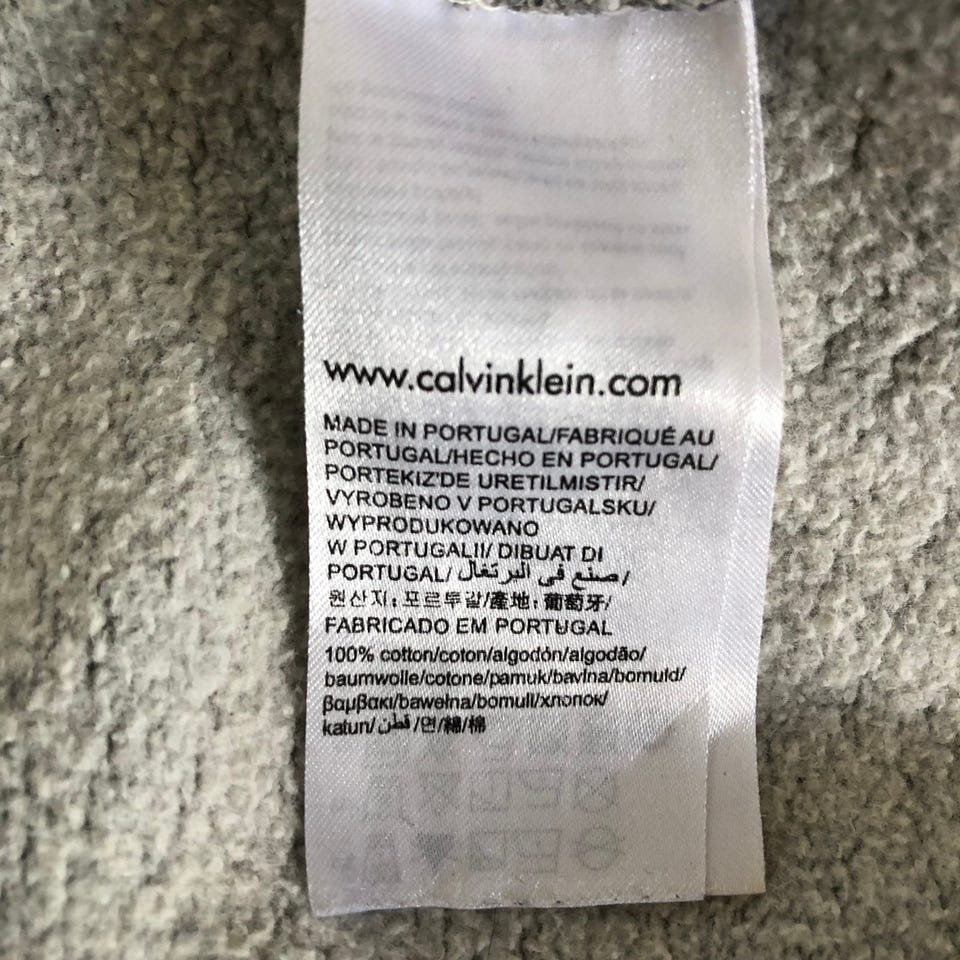 www.calvinklein.com
MADE IN PORTUGAL/FABRIQUÉ AU
PORTUGAL/HECHO EN PORTUGAL/
PORTEKIZ'DE URETILMISTIR/
VYROBENO V PORTUGALSKU/
WYPRODUKOWANO
W PORTUGALII/ DIBUAT DI
PORTUGAL/ صنع في البرتغال /
원산지: 포르투갈/產地: 葡萄牙/
FABRICADO EM PORTUGAL
100% cotton/coton/algodón/algodão/
baumwolle/cotone/pamuk/bavlna/bomuld/
βαμβακι/bawełna/bomull/хлопок/
katun/ قطن /면/綿/棉